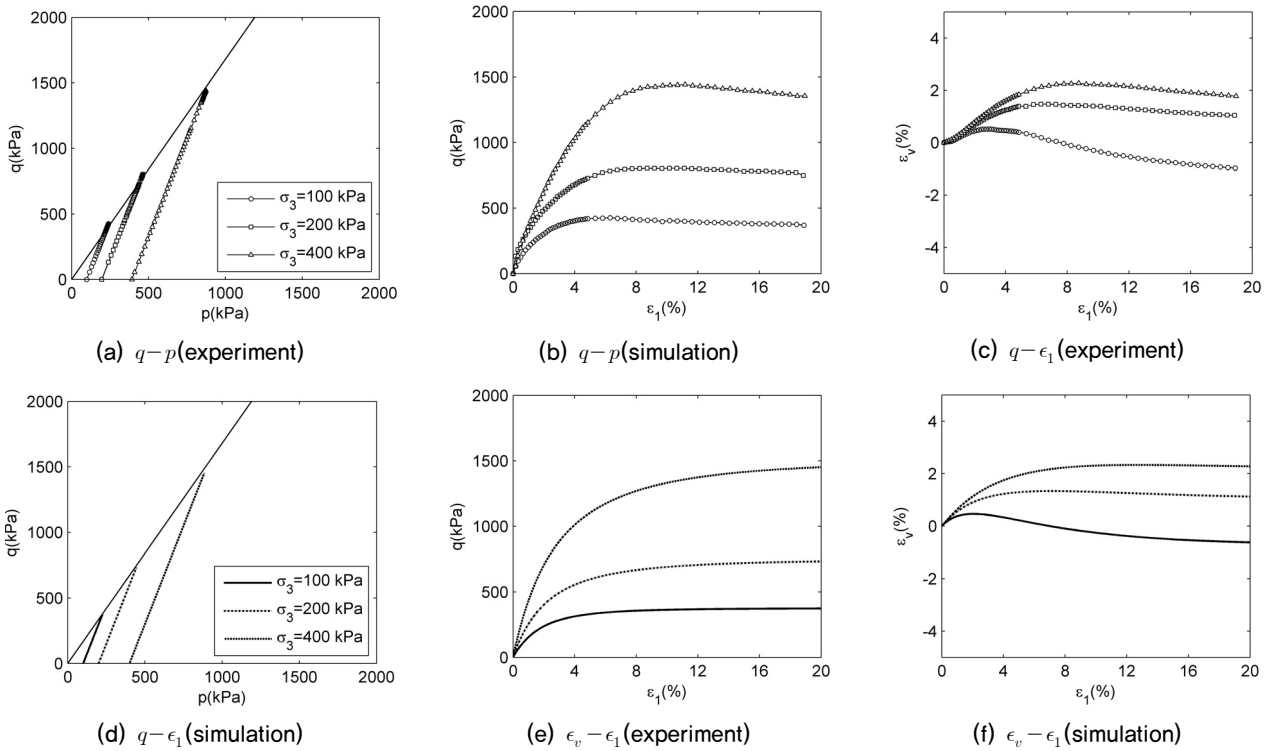 2000
1500
1000
500
0
q(kPa)
0 500 1000 1500 2000
p(kPa)
σ3=100 kPa
σ3=200 kPa
σ3=400 kPa
(a) q−p(experiment)
2000
1500
1000
500
0
q(kPa)
0 4 8 12 16 20
ε1(%)
(b) q−p(simulation)
4
2
0
-2
-4
εv(%)
0 4 8 12 16 20
ε1(%)
(c) q−ϵ1(experiment)
2000
1500
1000
500
0
q(kPa)
0 500 1000 1500 2000
p(kPa)
σ3=100 kPa
σ3=200 kPa
σ3=400 kPa
(d) q−ϵ1(simulation)
2000
1500
1000
500
0
q(kPa)
0 4 8 12 16 20
ε1(%)
(e) ϵv−ϵ1(experiment)
4
2
0
-2
-4
εv(%)
0 4 8 12 16 20
ε1(%)
(f) ϵv−ϵ1(simulation)